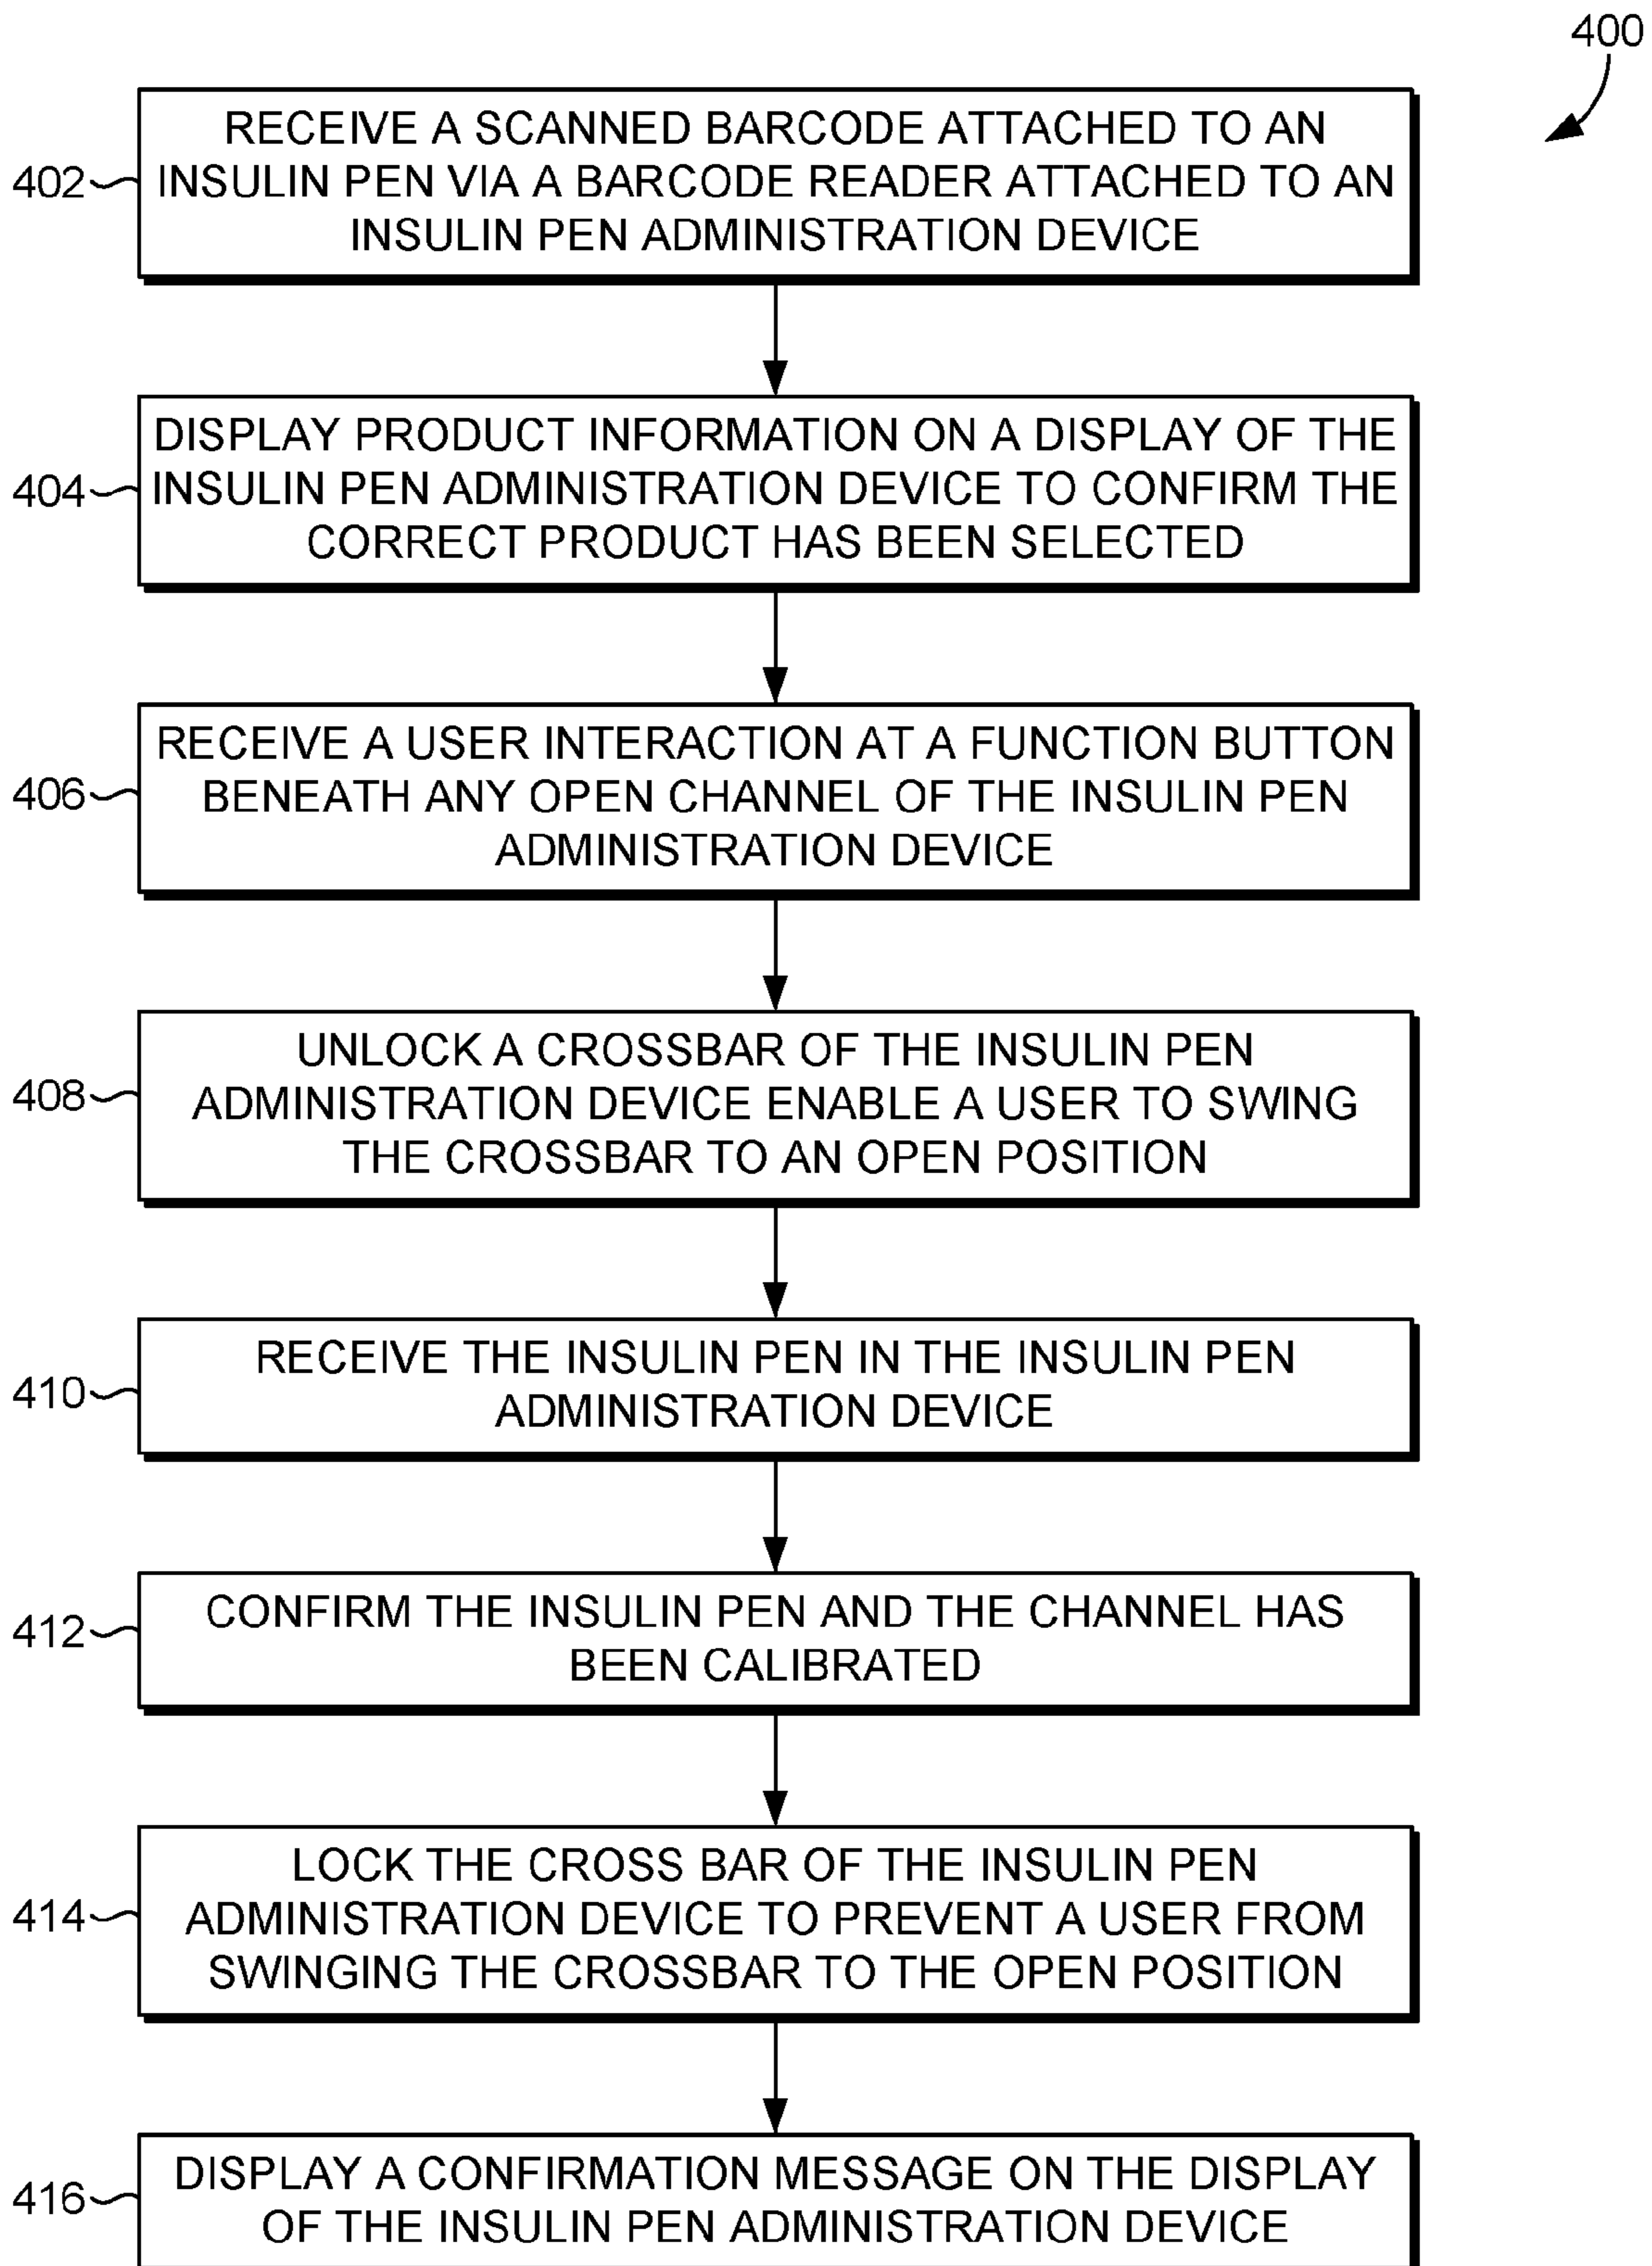 400
RECEIVE A SCANNED BARCODE ATTACHED TO AN
402
INSULIN PEN VIA A BARCODE READER ATTACHED TO AN
INSULIN PEN ADMINISTRATION DEVICE
DISPLAY PRODUCT INFORMATION ON A DISPLAY OF THE
404
INSULIN PEN ADMINISTRATION DEVICE TO CONFIRM THE
CORRECT PRODUCT HAS BEEN SELECTED
RECEIVE A USER INTERACTION AT A FUNCTION BUTTON
406
BENEATH ANY OPEN CHANNEL OF THE INSULIN PEN
ADMINISTRATION DEVICE
UNLOCK A CROSSBAR OF THE INSULIN PEN
408
ADMINISTRATION DEVICE ENABLE A USER TO SWING
THE CROSSBAR TO AN OPEN POSITION
RECEIVE THE INSULIN PEN IN THE INSULIN PEN
410
ADMINISTRATION DEVICE
CONFIRM THE INSULIN PEN AND THE CHANNEL HAS
412
BEEN CALIBRATED
LOCK THE CROSS BAR OF THE INSULIN PEN
414
ADMINISTRATION DEVICE TO PREVENT A USER FROM
SWINGING THE CROSSBAR TO THE OPEN POSITION
DISPLAY A CONFIRMATION MESSAGE ON THE DISPLAY
416
OF THE INSULIN PEN ADMINISTRATION DEVICE